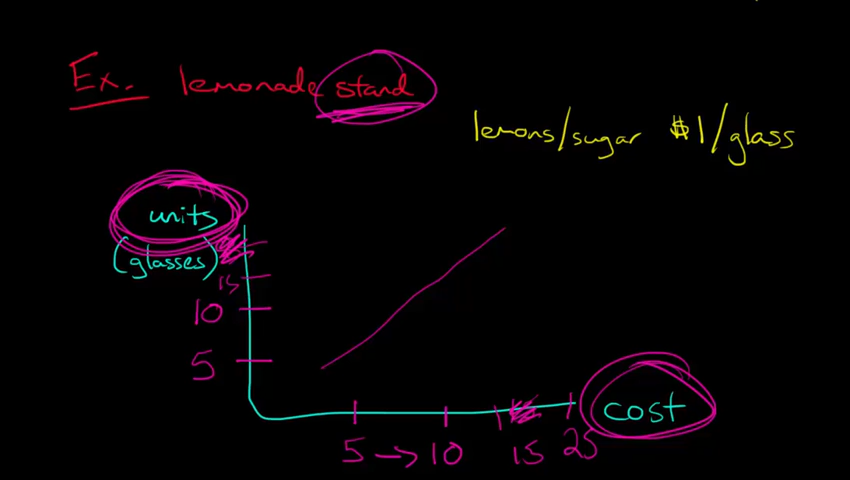 Ex. lemonade stand
lemons/sugar $1/glass
units
(glasses)
15
10
5
cost
5 → 10 15 25